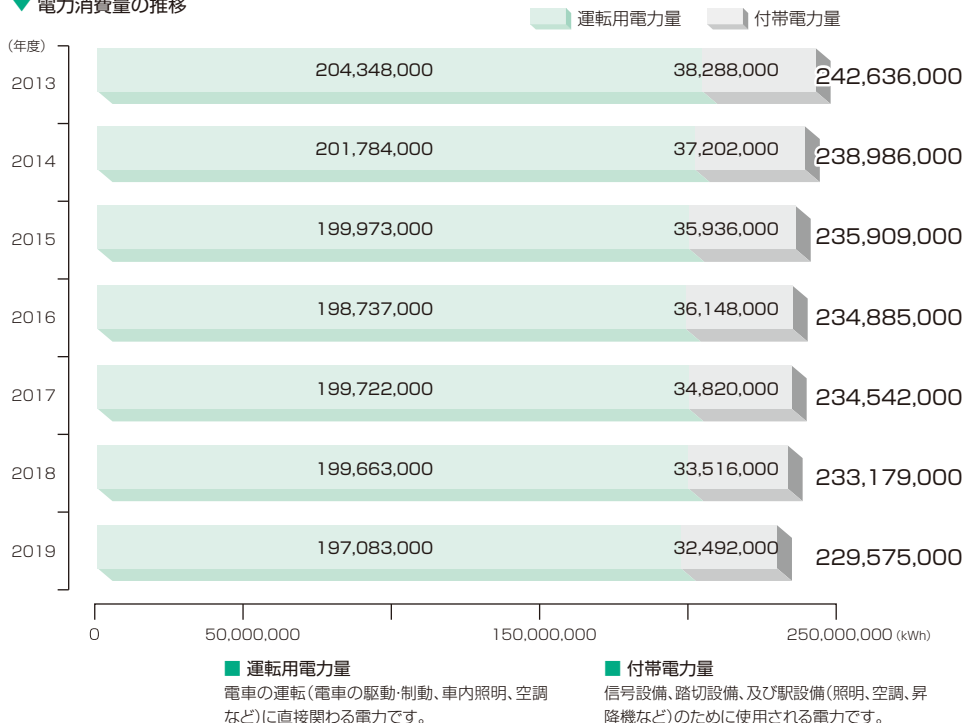 ▼ 電力消費量の推移
運転用電力量 付帯電力量
(年度)
2013 204,348,000 38,288,000 242,636,000
2014 201,784,000 37,202,000 238,986,000
2015 199,973,000 35,936,000 235,909,000
2016 198,737,000 36,148,000 234,885,000
2017 199,722,000 34,820,000 234,542,000
2018 199,663,000 33,516,000 233,179,000
2019 197,083,000 32,492,000 229,575,000
0 50,000,000 150,000,000 250,000,000 (kWh)
■ 運転用電力量
電車の運転(電車の駆動・制動、車内照明、空調
など)に直接関わる電力です。
■ 付帯電力量
信号設備、踏切設備、及び駅設備(照明、空調、昇
降機など)のために使用される電力です。